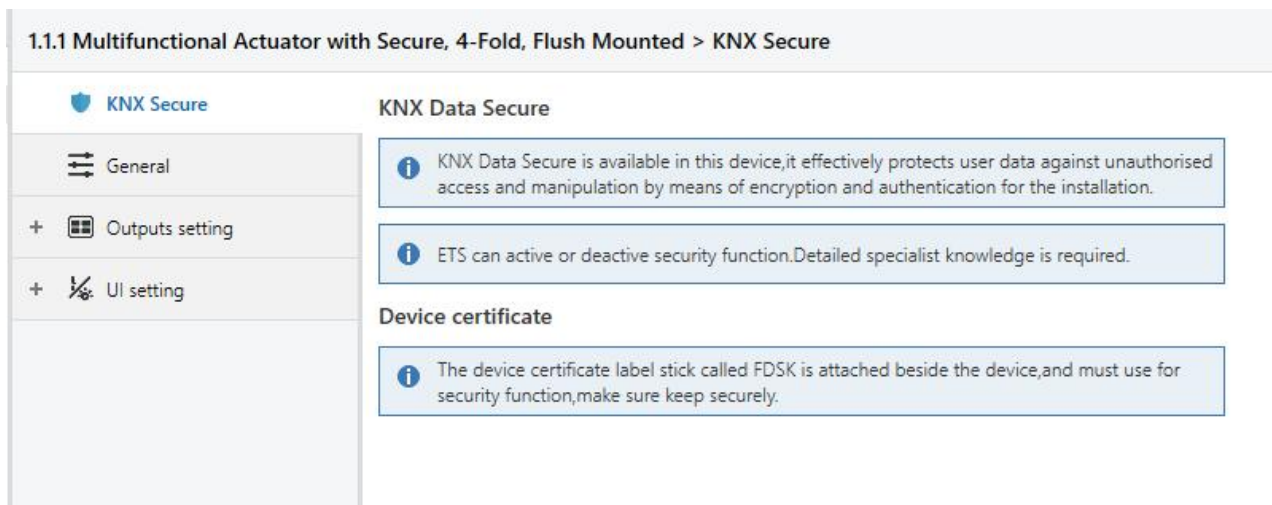 1.1.1 Multifunctional Actuator with Secure, 4-Fold, Flush Mounted > KNX Secure
KNX Secure
General
+ Outputs setting
+ UI setting
KNX Data Secure
KNX Data Secure is available in this device,it effectively protects user data against unauthorised
access and manipulation by means of encryption and authentication for the installation.
ETS can active or deactive security function.Detailed specialist knowledge is required.
Device certificate
The device certificate label stick called FDSK is attached beside the device,and must use for
security function,make sure keep securely.